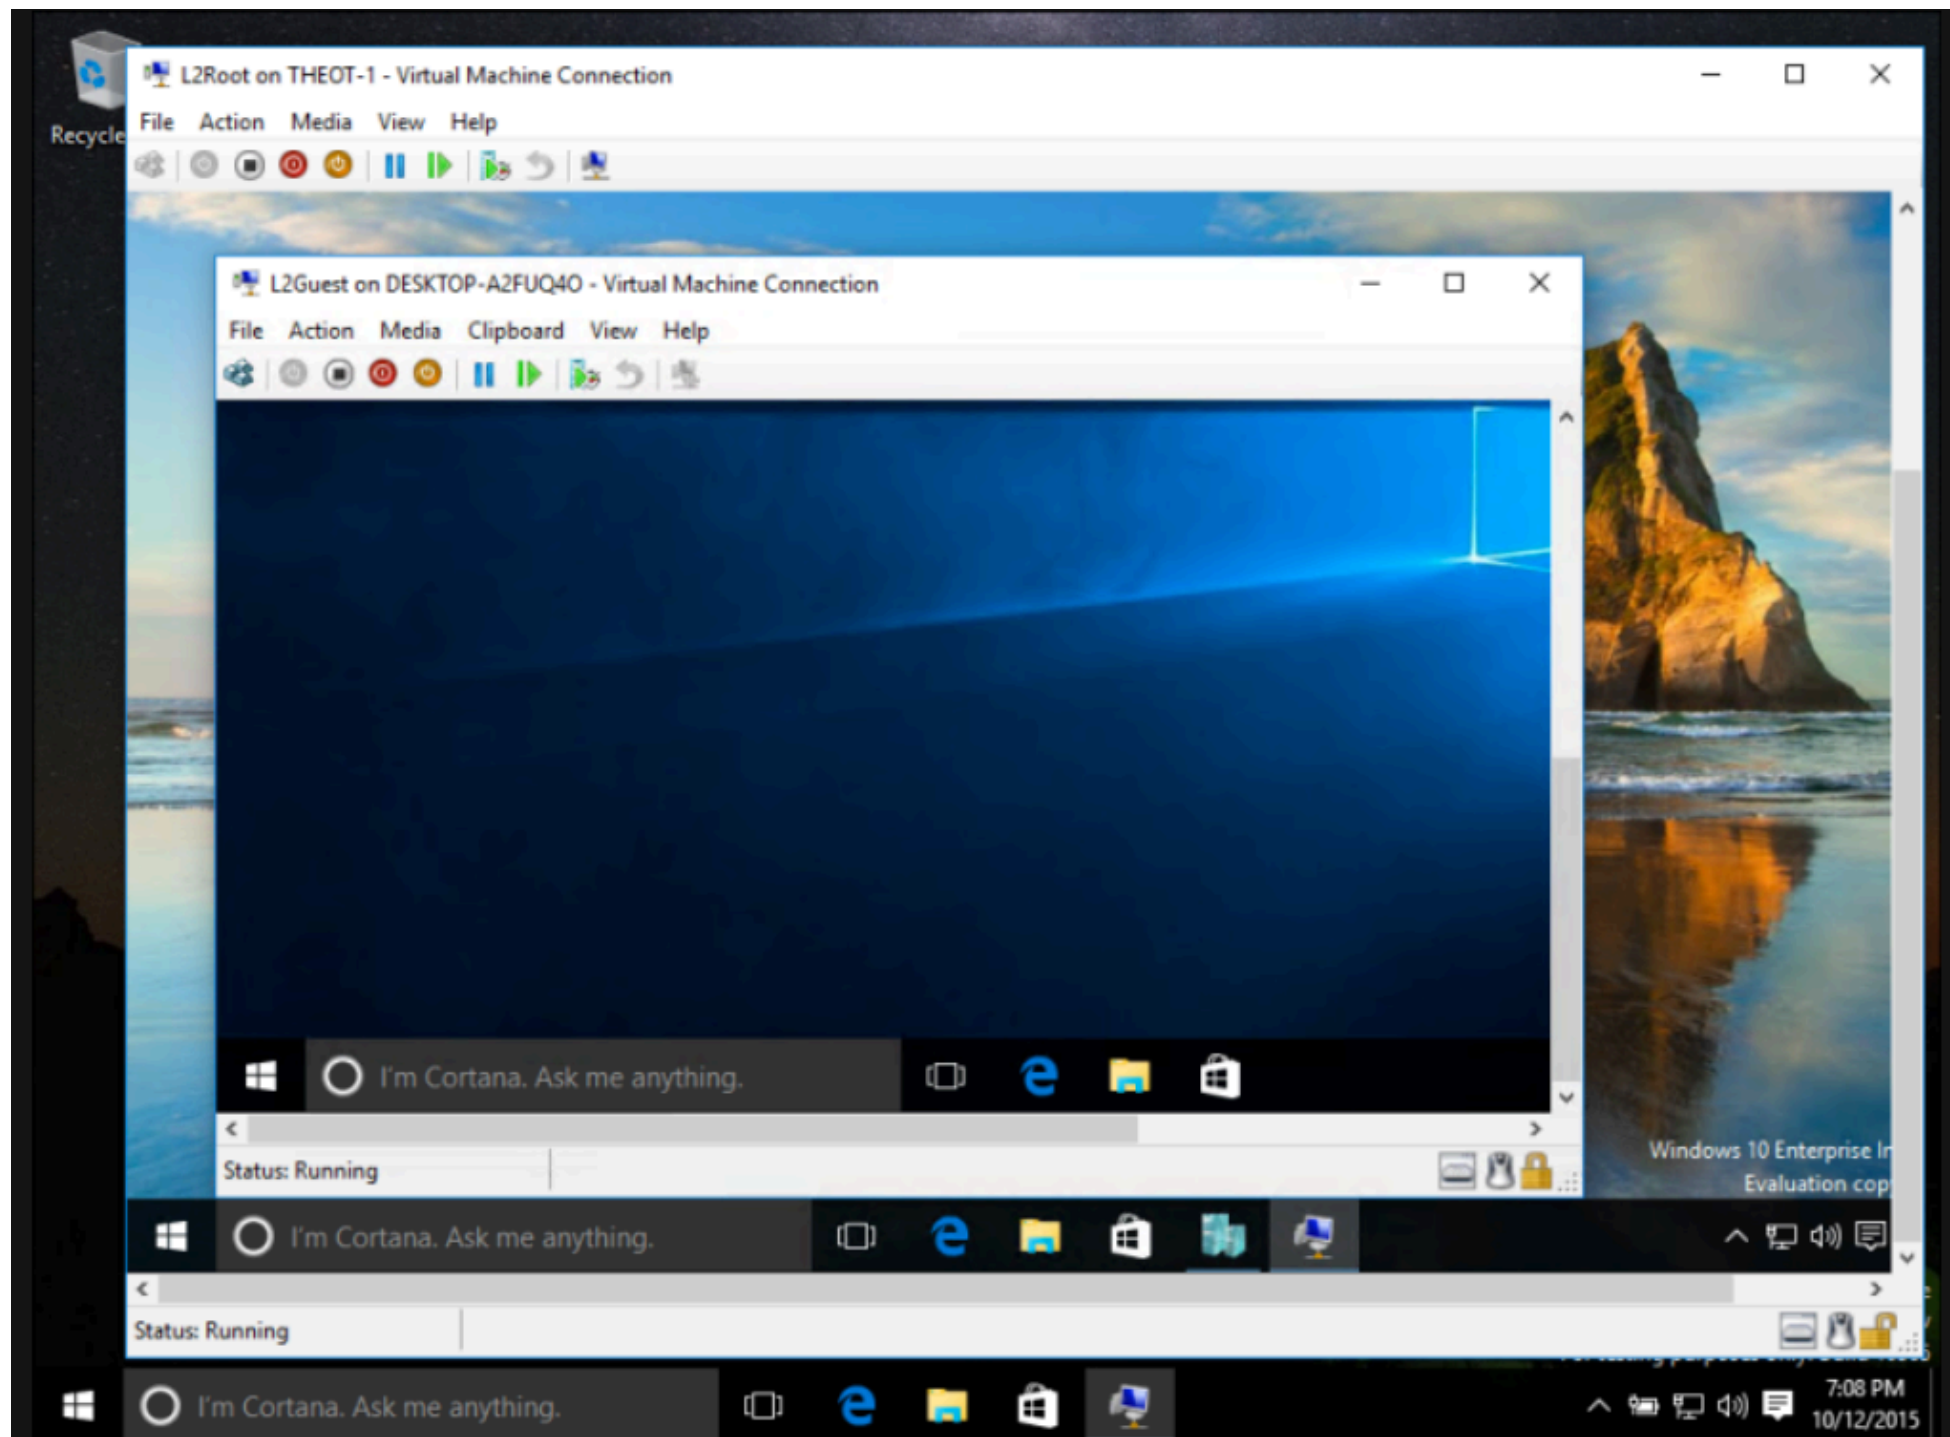 Recycle
L2Root on THEOT-1 - Virtual Machine Connection
File Action Media View Help
L2Guest on DESKTOP-A2FUQ4O - Virtual Machine Connection
File Action Media Clipboard View Help
I'm Cortana. Ask me anything.
Status: Running
Windows 10 Enterprise In
Evaluation cop
I'm Cortana. Ask me anything.
Status: Running
I'm Cortana. Ask me anything.
7:08 PM
10/12/2015